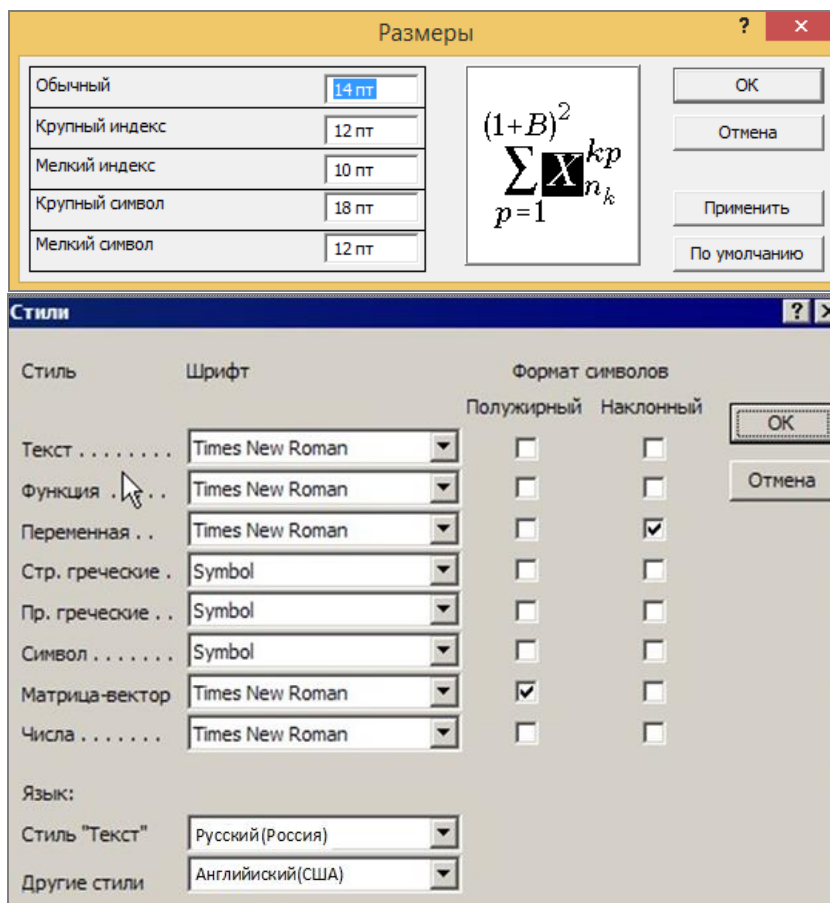 Размеры ?
Обычный 14 пт
Крупный индекс 12 пт
Мелкий индекс 10 пт
Крупный символ 18 пт
Мелкий символ 12 пт
(1+B)²
∑ X kp
n k
p=1
ОК
Отмена
Применить
По умолчанию
Стили ?
Стиль Шрифт Формат символов
Полужирный Наклонный
Текст . . . . . . . . Times New Roman
Функция . . . Times New Roman
Переменная . . Times New Roman
Стр. греческие . Symbol
Пр. греческие . . Symbol
Символ . . . . . . . Symbol
Матрица-вектор Times New Roman
Числа . . . . . . . Times New Roman
ОК
Отмена
Язык:
Стиль "Текст" Русский(Россия)
Другие стили Английиский(США)